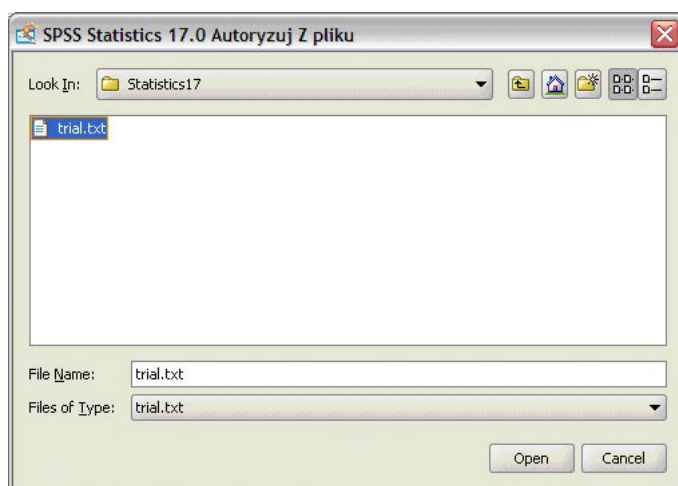 SPSS Statistics 17.0 Autoryzuj Z pliku
Look In: Statistics17
trial.txt
File Name: trial.txt
Files of Type: trial.txt
Open Cancel